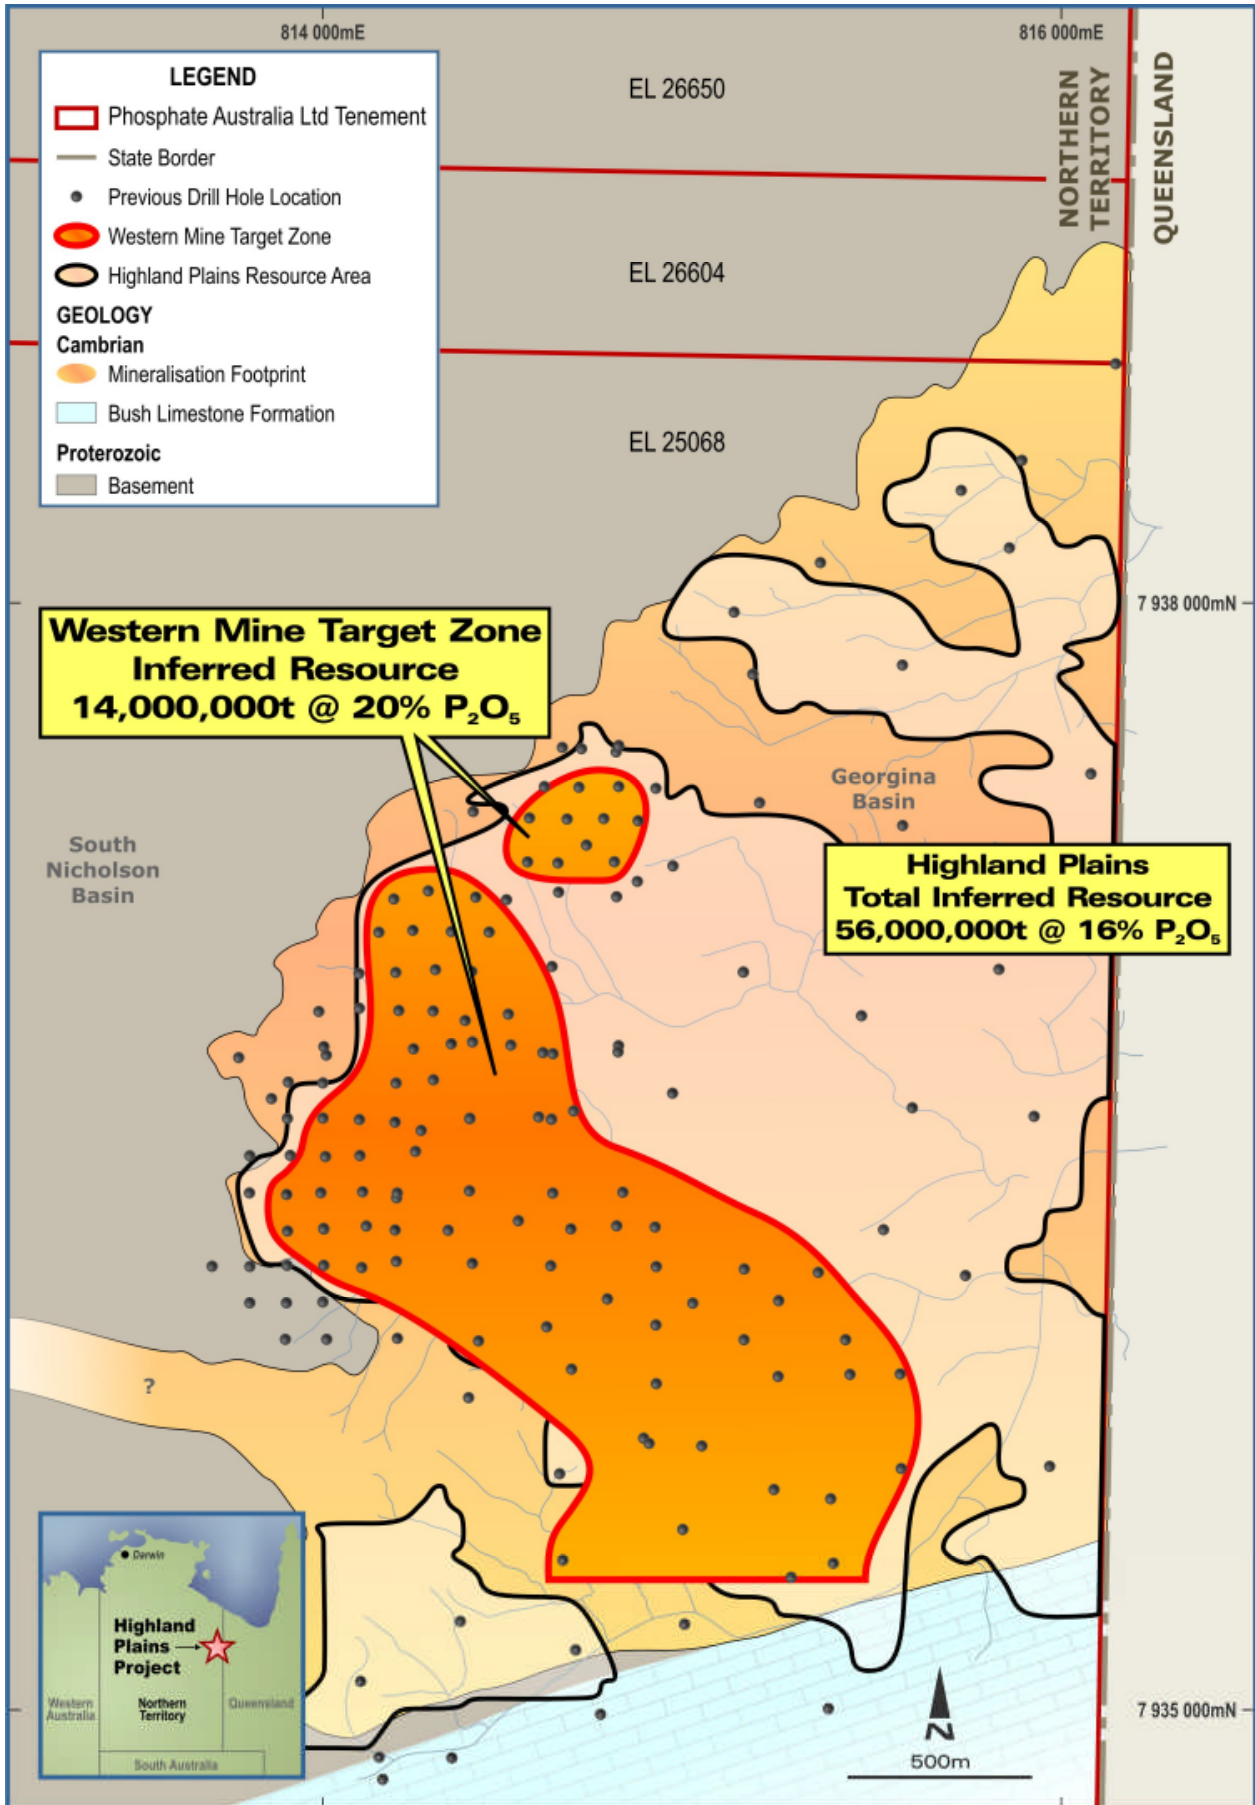 814 000mE
816 000mE
LEGEND
Phosphate Australia Ltd Tenement
State Border
Previous Drill Hole Location
Western Mine Target Zone
Highland Plains Resource Area
GEOLOGY
Cambrian
Mineralisation Footprint
Bush Limestone Formation
Proterozoic
Basement
EL 26650
EL 26604
EL 25068
NORTHERN
TERRITORY
QUEENSLAND
7 938 000mN
Western Mine Target Zone
Inferred Resource
14,000,000t @ 20% P₂O₅
Georgina
Basin
South
Nicholson
Basin
Highland Plains
Total Inferred Resource
56,000,000t @ 16% P₂O₅
?
Darwin
Highland
Plains
Project
Western
Australia
Northern
Territory
Queensland
South Australia
N
500m
7 935 000mN